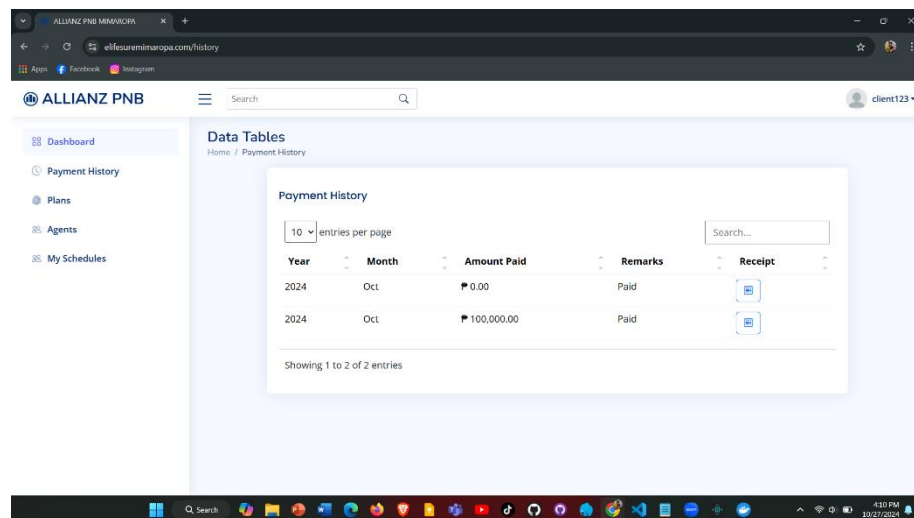 ALLIANZ PNB MIMAROPA
elifesuremimaropa.com/history
Apps Facebook Instagram
ALLIANZ PNB
Search
client123
Dashboard
Payment History
Plans
Agents
My Schedules
Data Tables
Home / Payment History
Payment History
10 entries per page
Search...
Year Month Amount Paid Remarks Receipt
2024 Oct ₱ 0.00 Paid
2024 Oct ₱ 100,000.00 Paid
Showing 1 to 2 of 2 entries
Search
4:10 PM
10/27/2024